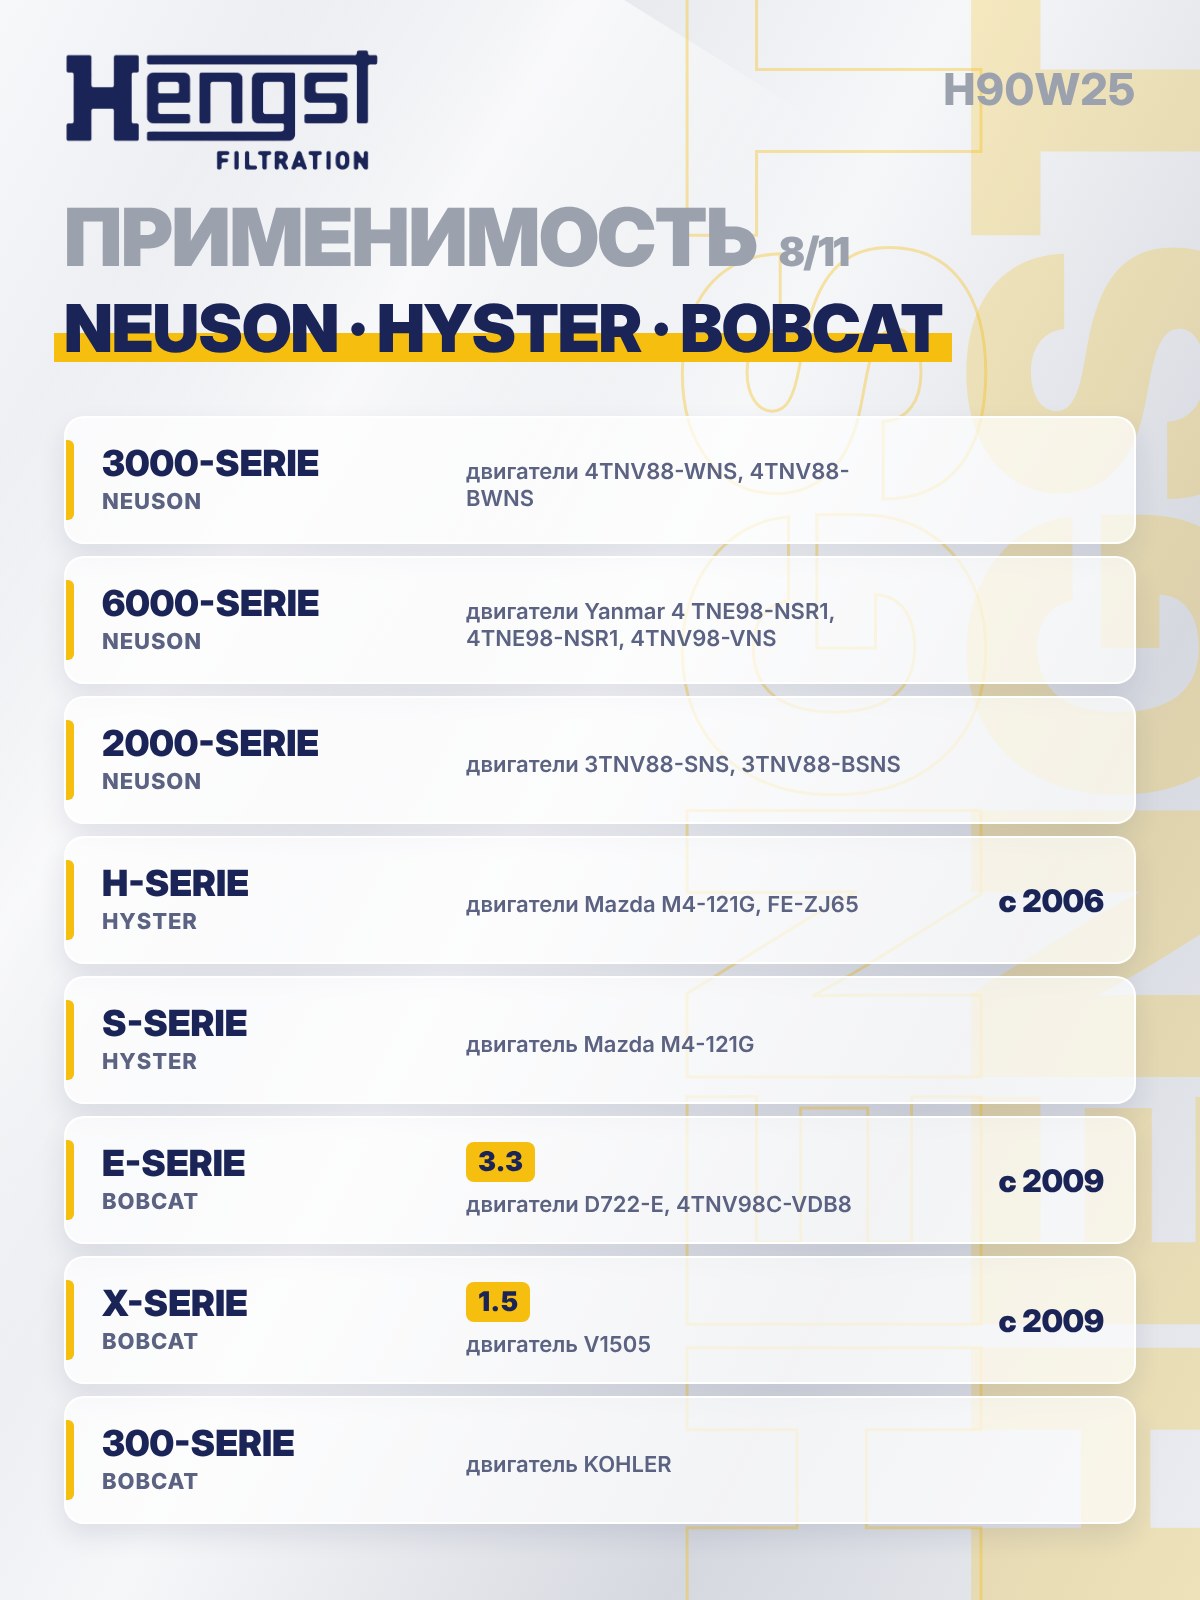 Hengst
FILTRATION
H90W25
ПРИМЕНИМОСТЬ 8/11
NEUSON · HYSTER · BOBCAT
3000-SERIE
NEUSON
двигатели 4TNV88-WNS, 4TNV88-
BWNS
6000-SERIE
NEUSON
двигатели Yanmar 4 TNE98-NSR1,
4TNE98-NSR1, 4TNV98-VNS
2000-SERIE
NEUSON
двигатели 3TNV88-SNS, 3TNV88-BSNS
H-SERIE
HYSTER
двигатели Mazda M4-121G, FE-ZJ65
с 2006
S-SERIE
HYSTER
двигатель Mazda M4-121G
E-SERIE
BOBCAT
3.3
двигатели D722-E, 4TNV98C-VDB8
с 2009
X-SERIE
BOBCAT
1.5
двигатель V1505
с 2009
300-SERIE
BOBCAT
двигатель KOHLER
HENGST
HENGST